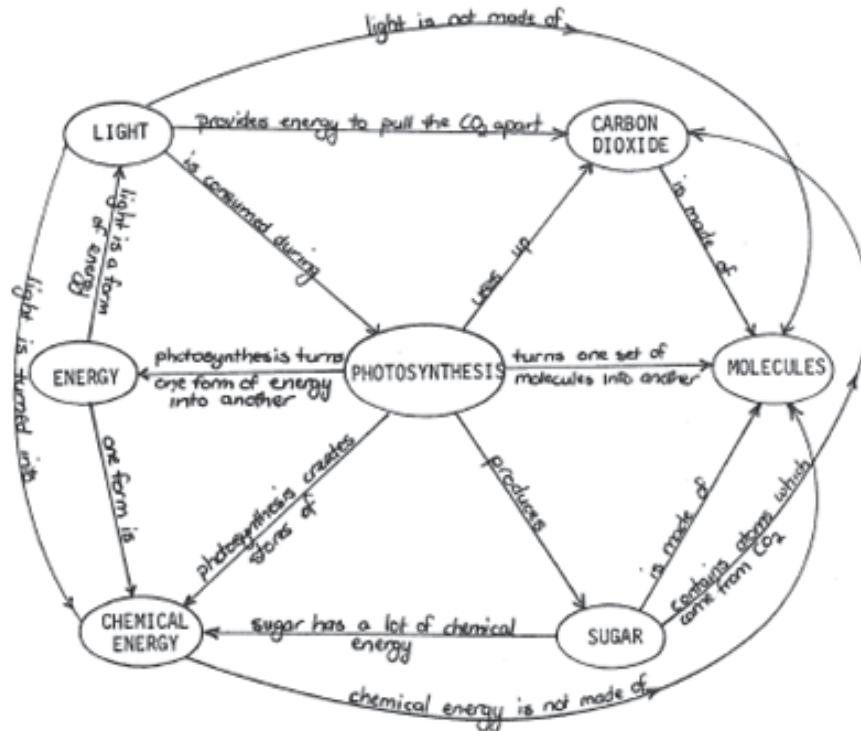 light is not made of
LIGHT
provides energy to pull the CO₂ apart
CARBON
DIOXIDE
is consumed during
light is a form
of energy
uses up
is made of
light is turned into
ENERGY
photosynthesis turns
one form of energy
into another
PHOTOSYNTHESIS
turns one set of
molecules into another
MOLECULES
one form is
photosynthesis creates
stores of
produces
is made of
contains atoms which
come from CO₂
CHEMICAL
ENERGY
sugar has a lot of chemical
energy
SUGAR
chemical energy is not made of